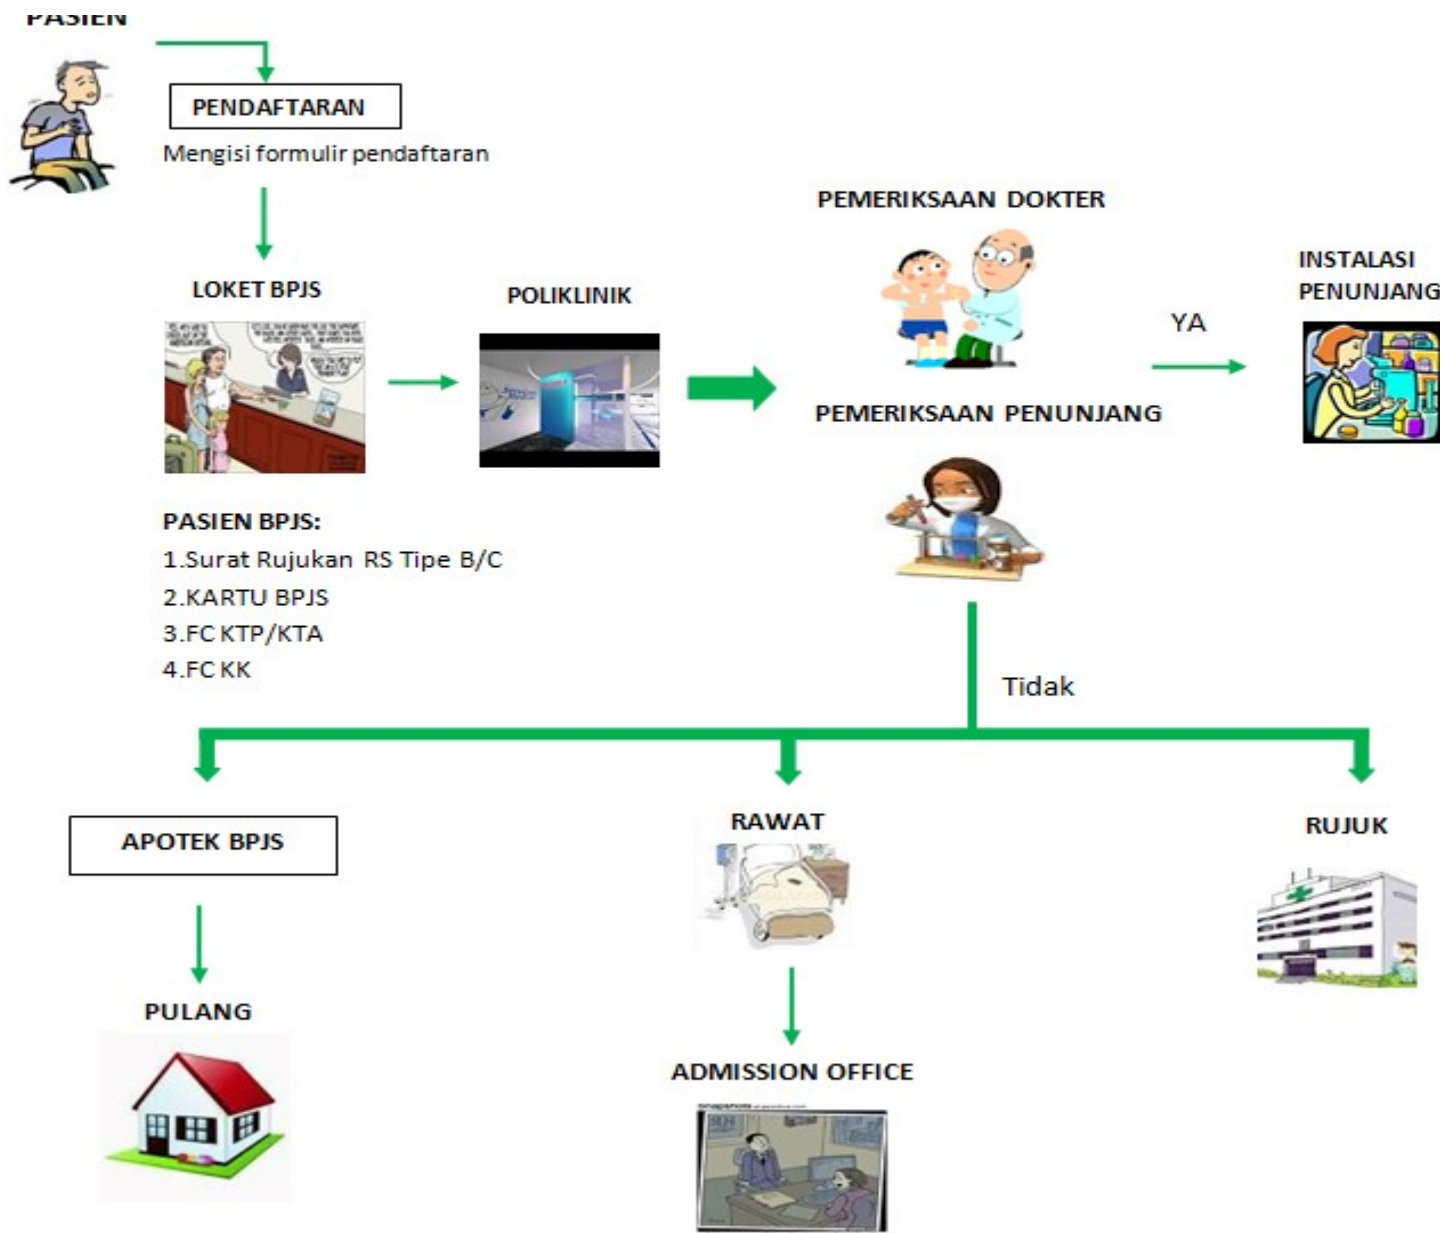 PASIEN
PENDAFTARAN
Mengisi formulir pendaftaran
LOKET BPJS
POLIKLINIK
PEMERIKSAAN DOKTER
YA
INSTALASI
PENUNJANG
PEMERIKSAAN PENUNJANG
PASIEN BPJS:
1.Surat Rujukan RS Tipe B/C
2.KARTU BPJS
3.FC KTP/KTA
4.FC KK
Tidak
APOTEK BPJS
RAWAT
RUJUK
PULANG
ADMISSION OFFICE